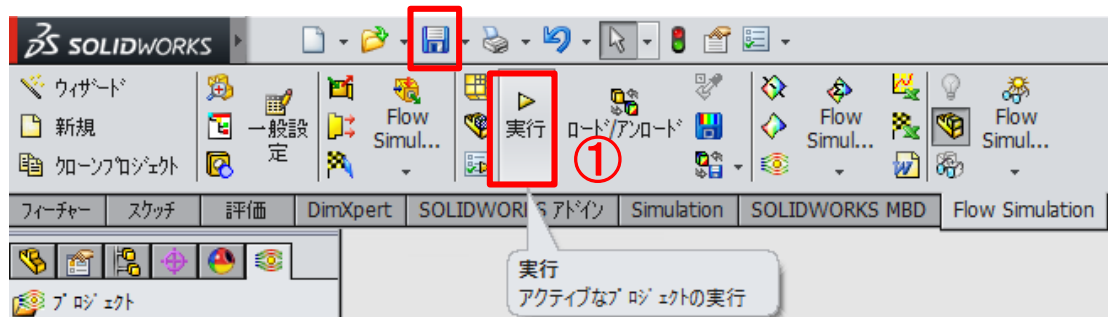 SOLIDWORKS
ウィザード
新規
クローンプロジェクト
一般設定
Flow Simul...
実行
ロード/アンロード
Flow Simul...
Flow Simul...
①
フィーチャー スケッチ 評価 DimXpert SOLIDWORKS アドイン Simulation SOLIDWORKS MBD Flow Simulation
プロジェクト
実行
アクティブなプロジェクトの実行